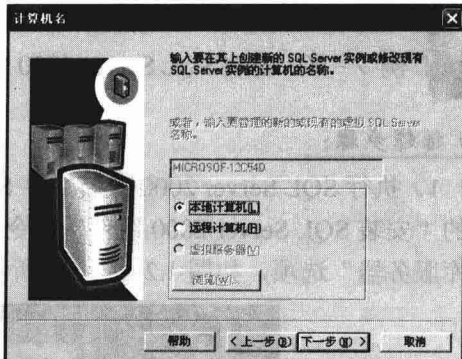 计算机名
输入要在其上创建新的 SQL Server 实例或修改现有
SQL Server 实例的计算机的名称。
或者，输入要管理的新的或现有的虚拟 SQL Server
名称。
本地计算机(L)
远程计算机(R)
虚拟服务器(V)
浏览(W)...
帮助
< 上一步(B)
下一步(N) >
取消